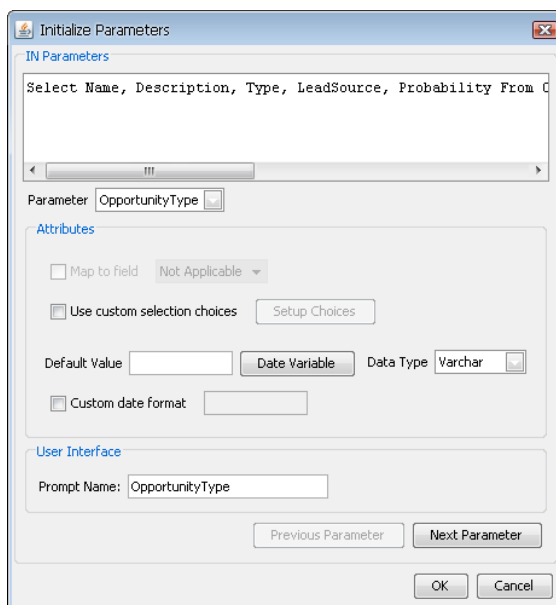 Initialize Parameters
IN Parameters
Select Name, Description, Type, LeadSource, Probability From
Parameter OpportunityType
Attributes
Map to field Not Applicable
Use custom selection choices Setup Choices
Default Value Date Variable Data Type Varchar
Custom date format
User Interface
Prompt Name: OpportunityType
Previous Parameter Next Parameter
OK Cancel